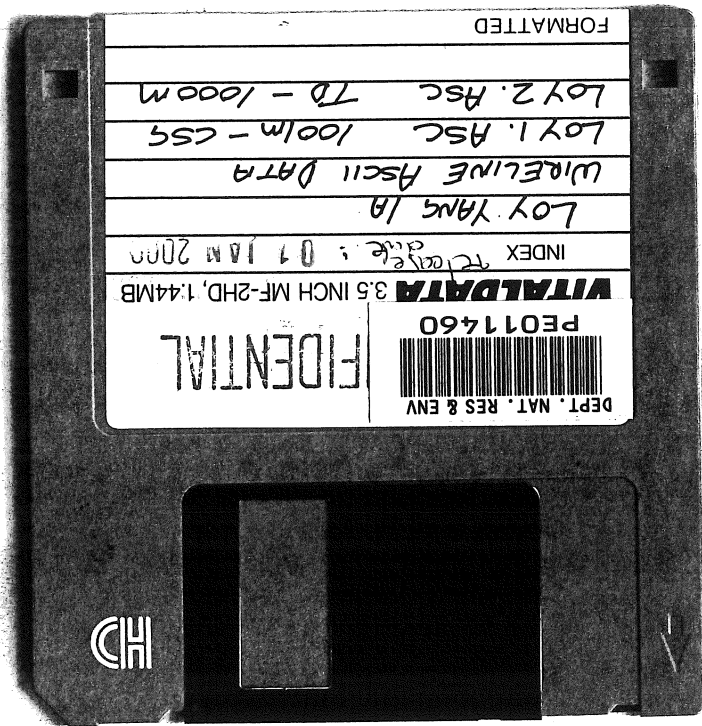 HD
DEPT. NAT. RES & ENV
PE011460
FIDENTIAL
VITALDATA 3.5 INCH MF-2HD, 1.44MB
INDEX release date : 01 JAN 2000
LOY YANG 1A
WIRELINE ASCII DATA
LOY 1. ASC 1001m - CSG
LOY 2. ASC TD - 1000m
FORMATTED